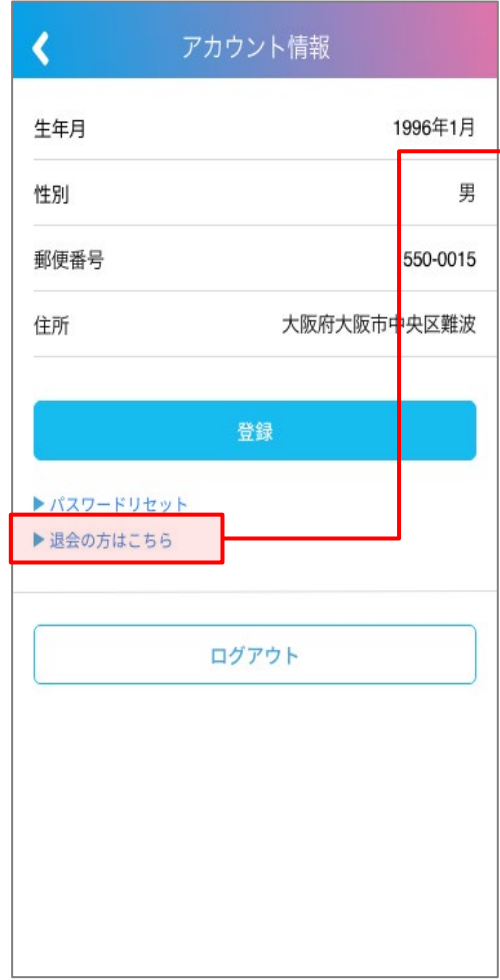 アカウント情報
生年月 1996年1月
性別 男
郵便番号 550-0015
住所 大阪府大阪市中央区難波
登録
▶パスワードリセット
▶退会の方はこちら
ログアウト